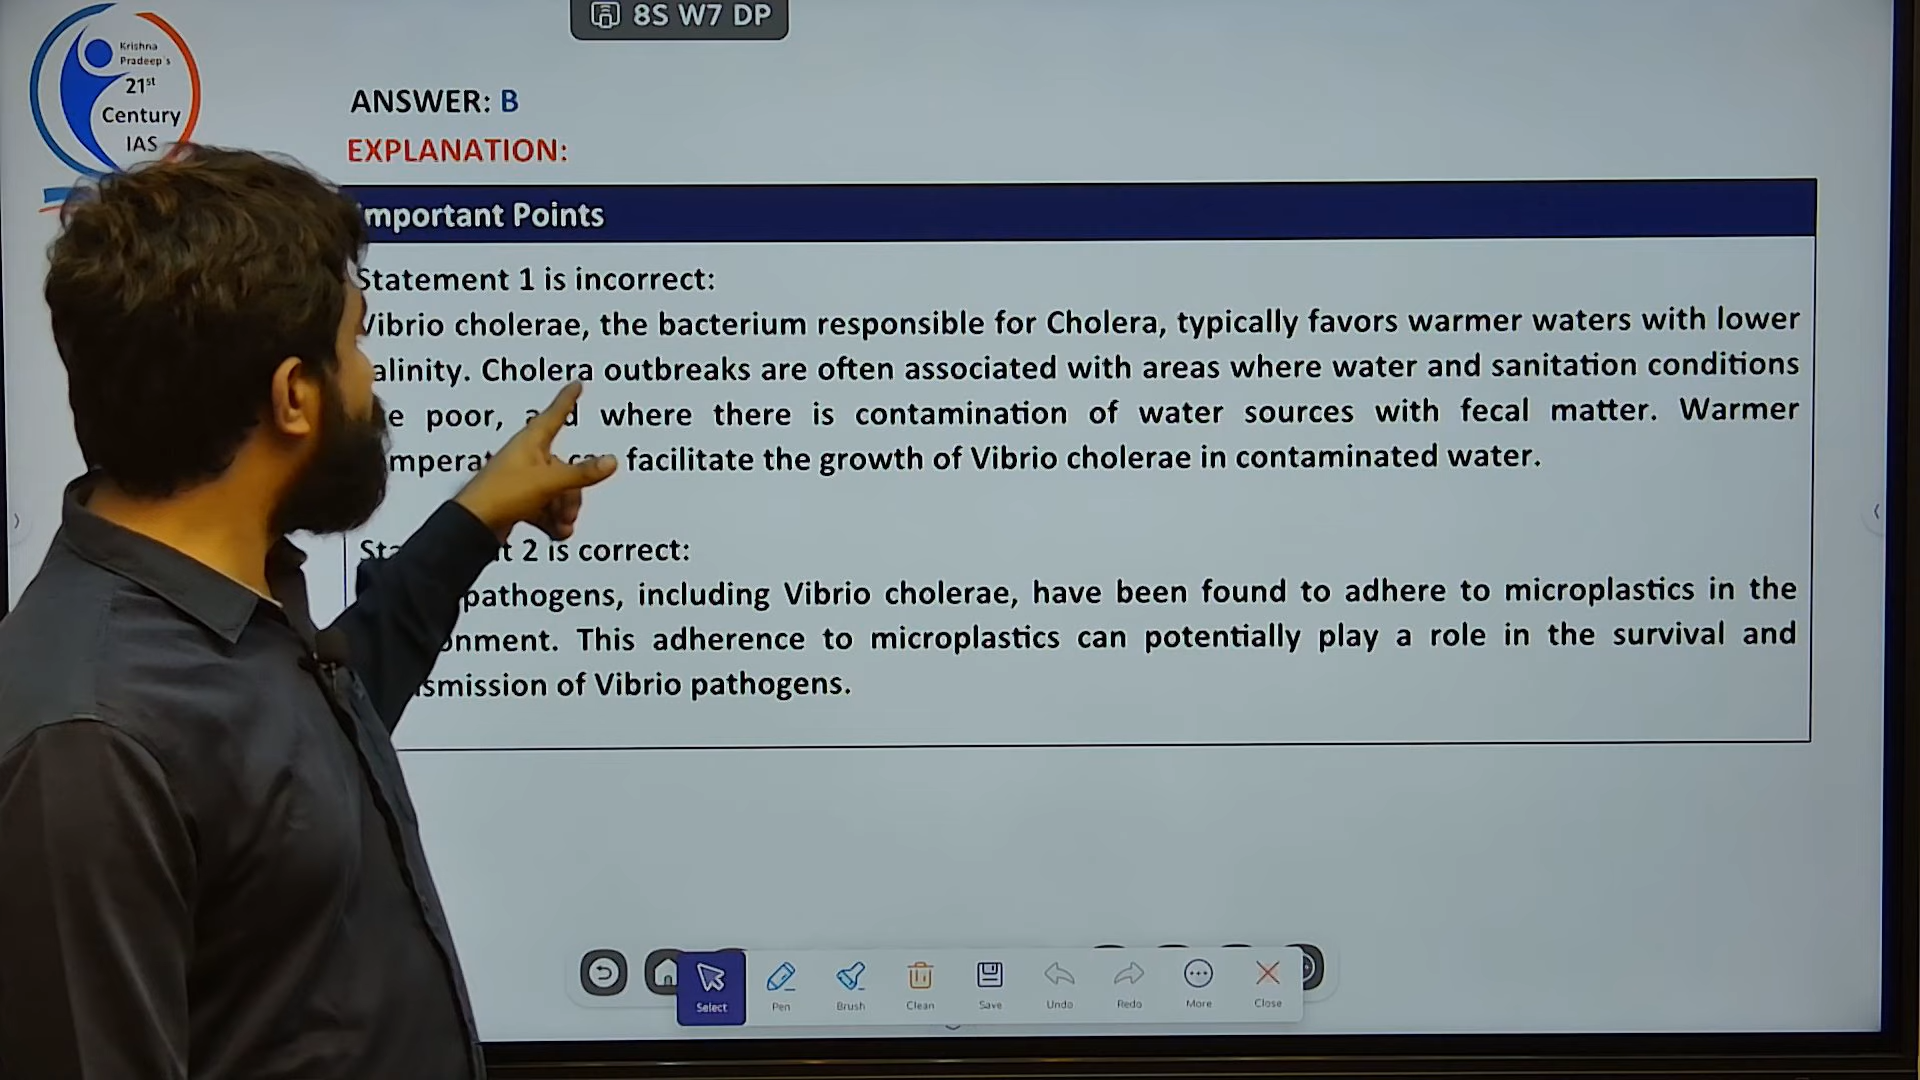 8S W7 DP
Krishna
Pradeep's
21st
Century
IAS
ANSWER: B
EXPLANATION:
Important Points
Statement 1 is incorrect:
Vibrio cholerae, the bacterium responsible for Cholera, typically favors warmer waters with lower
salinity. Cholera outbreaks are often associated with areas where water and sanitation conditions
poor, and where there is contamination of water sources with fecal matter. Warmer
can facilitate the growth of Vibrio cholerae in contaminated water.
2 is correct:
pathogens, including Vibrio cholerae, have been found to adhere to microplastics in the
This adherence to microplastics can potentially play a role in the survival and
of Vibrio pathogens.
Select
Pen
Brush
Clean
Save
Undo
Redo
More
Close